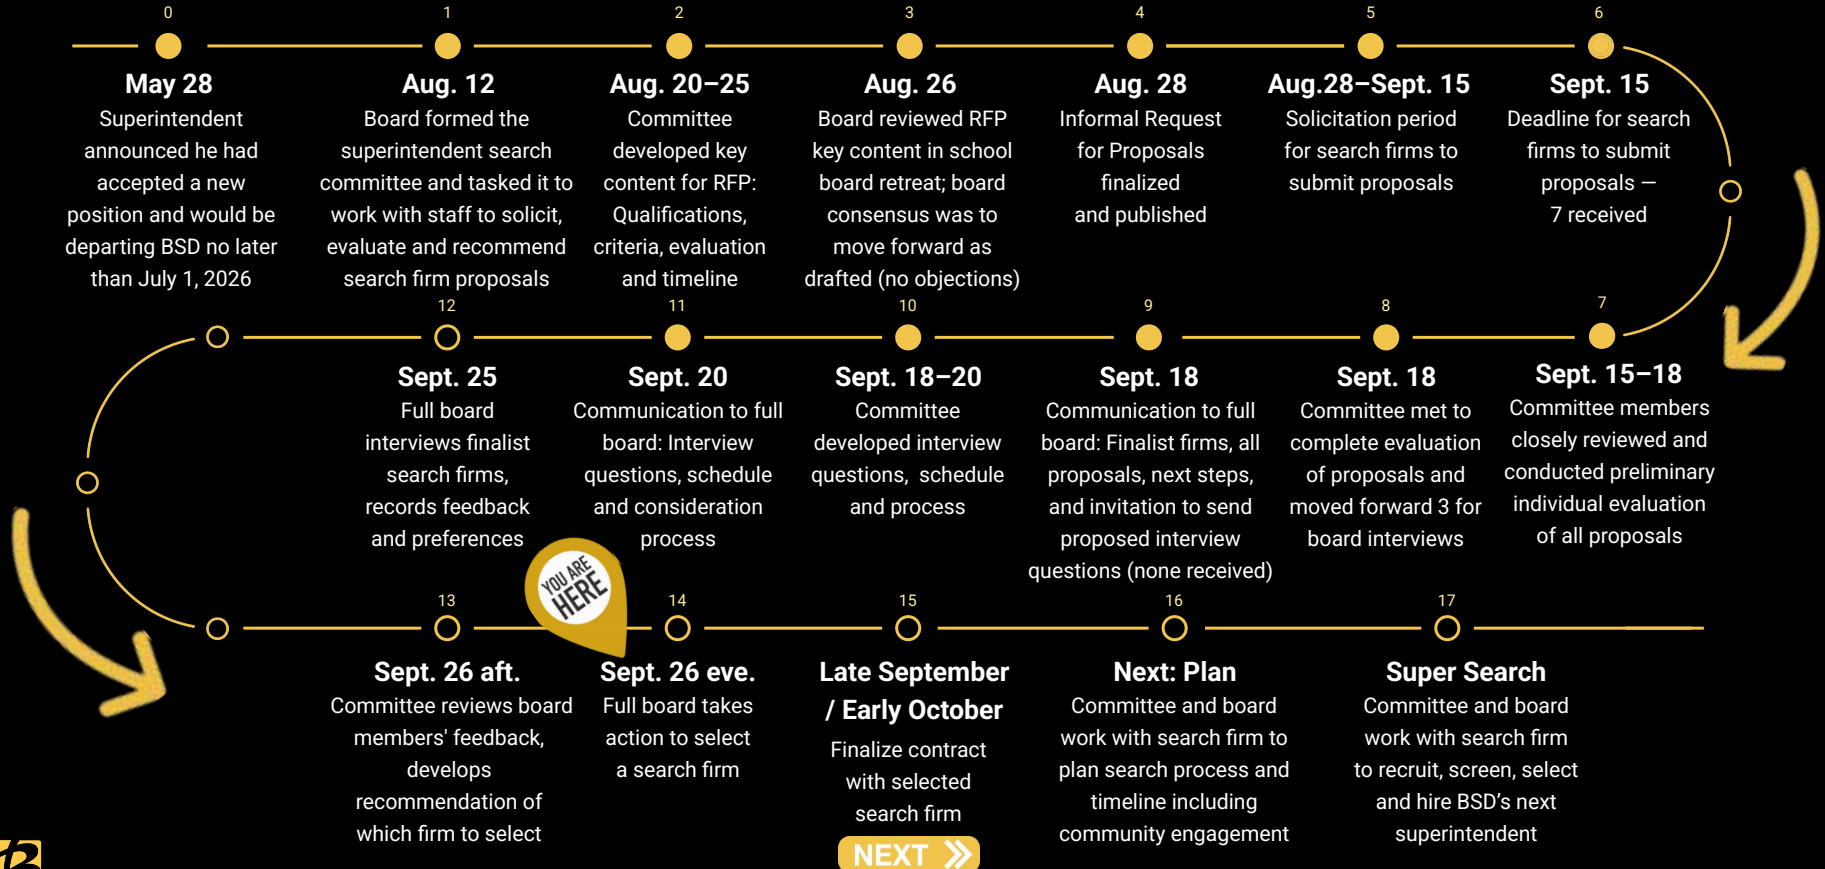 0
May 28
Superintendent
announced he had
accepted a new
position and would be
departing BSD no later
than July 1, 2026
1
Aug. 12
Board formed the
superintendent search
committee and tasked it to
work with staff to solicit,
evaluate and recommend
search firm proposals
2
Aug. 20–25
Committee
developed key
content for RFP:
Qualifications,
criteria, evaluation
and timeline
3
Aug. 26
Board reviewed RFP
key content in school
board retreat; board
consensus was to
move forward as
drafted (no objections)
4
Aug. 28
Informal Request
for Proposals
finalized
and published
5
Aug.28–Sept. 15
Solicitation period
for search firms to
submit proposals
6
Sept. 15
Deadline for search
firms to submit
proposals —
7 received
7
Sept. 15–18
Committee members
closely reviewed and
conducted preliminary
individual evaluation
of all proposals
8
Sept. 18
Committee met to
complete evaluation
of proposals and
moved forward 3 for
board interviews
9
Sept. 18
Communication to full
board: Finalist firms, all
proposals, next steps,
and invitation to send
proposed interview
questions (none received)
10
Sept. 18–20
Committee
developed interview
questions,  schedule
and process
11
Sept. 20
Communication to full
board: Interview
questions, schedule
and consideration
process
12
Sept. 25
Full board
interviews finalist
search firms,
records feedback
and preferences
13
Sept. 26 aft.
Committee reviews board
members' feedback,
develops
recommendation of
which firm to select
YOU ARE
HERE
14
Sept. 26 eve.
Full board takes
action to select
a search firm
15
Late September
/ Early October
Finalize contract
with selected
search firm
16
Next: Plan
Committee and board
work with search firm to
plan search process and
timeline including
community engagement
17
Super Search
Committee and board
work with search firm
to recruit, screen, select
and hire BSD’s next
superintendent
NEXT
B